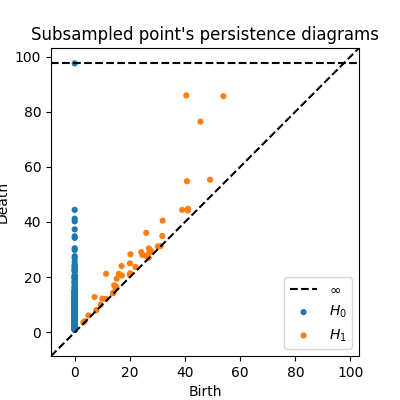 Subsampled point's persistence diagrams
100
80
60
40
20
0
Death
∞
H₀
H₁
0 20 40 60 80 100
Birth